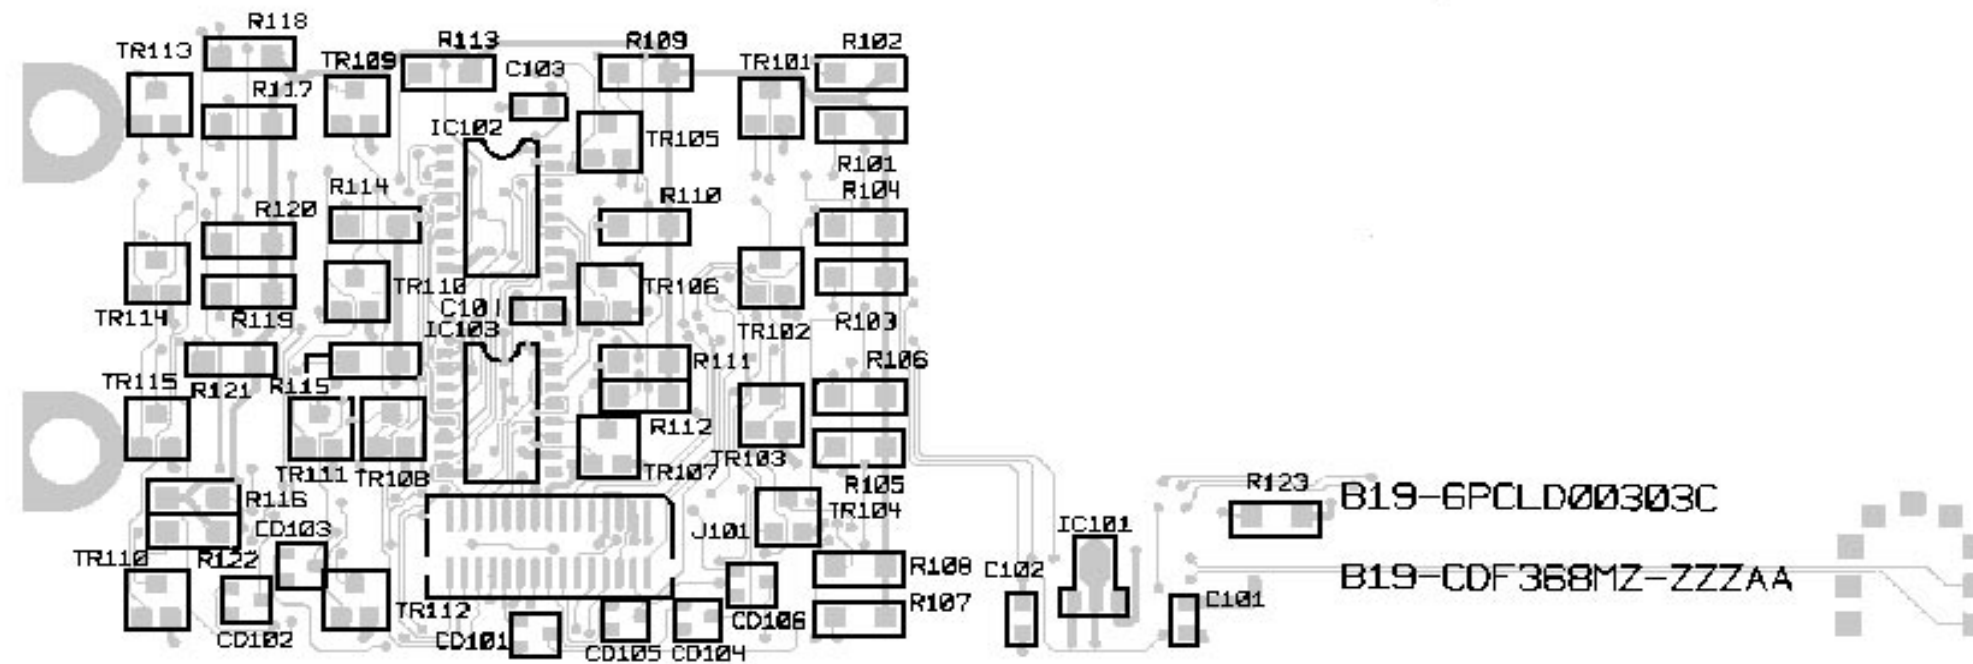 R118
TR113
R117
TR109
R113
C103
R109
TR101
R102
IC102
TR105
R101
R114
R104
R120
R110
TR114
R119
TR110
TR106
C101
IC103
TR102
R103
TR115
R121
R115
R111
R106
R112
TR111
TR108
TR107
TR103
R105
R116
CD103
J101
TR104
IC101
R123
B19-6PCLD00303C
TR110
R122
R108
C102
B19-CDF368MZ-ZZZAA
TR112
CD102
CD101
CD105
CD104
CD106
R107
C101